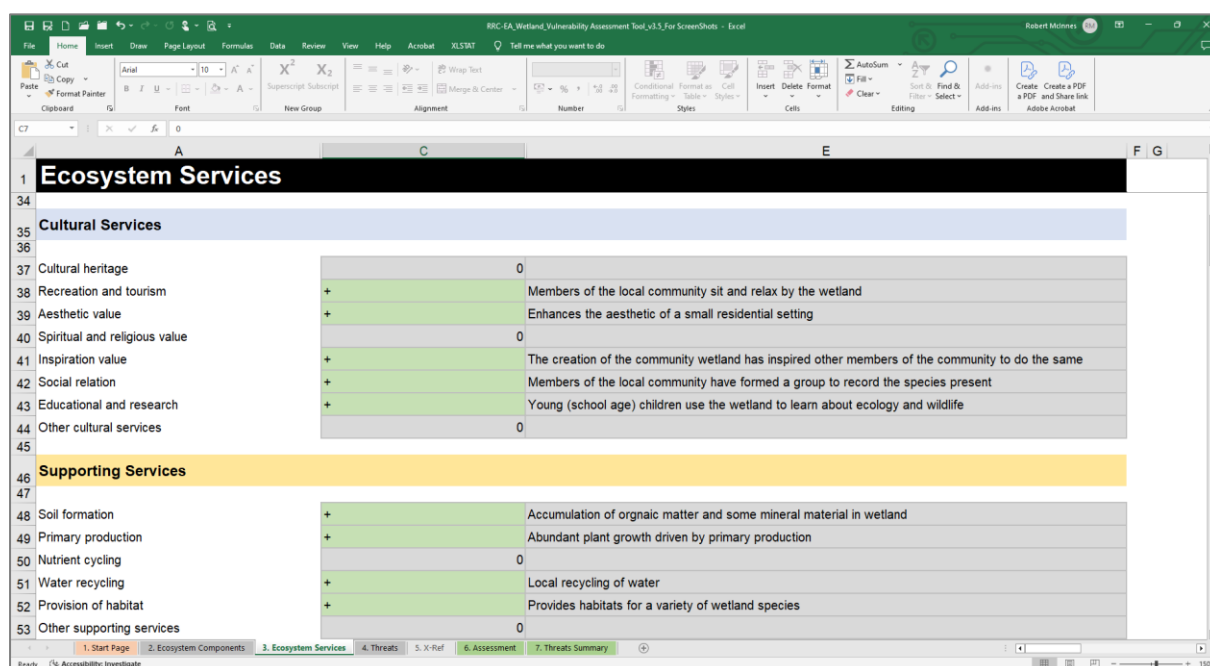 RRC-EA_Wetland_Vulnerability Assessment Tool_v3.5_For ScreenShots - Excel
Robert McInnes RM
File Home Insert Draw Page Layout Formulas Data Review View Help Acrobat XLSTAT Tell me what you want to do
Paste Cut Copy Format Painter
Arial 10
B I U
X² X₂
Superscript Subscript
Wrap Text
Merge & Center
Conditional Formatting Format as Table Cell Styles
Insert Delete Format
AutoSum Fill Clear
Sort & Filter Find & Select
Add-ins
Create a PDF Create a PDF and Share link
Clipboard Font New Group Alignment Number Styles Cells Editing Add-ins Adobe Acrobat
C7 fx 0
A C E F G
1 Ecosystem Services
34
35 Cultural Services
36
37 Cultural heritage 0
38 Recreation and tourism + Members of the local community sit and relax by the wetland
39 Aesthetic value + Enhances the aesthetic of a small residential setting
40 Spiritual and religious value 0
41 Inspiration value + The creation of the community wetland has inspired other members of the community to do the same
42 Social relation + Members of the local community have formed a group to record the species present
43 Educational and research + Young (school age) children use the wetland to learn about ecology and wildlife
44 Other cultural services 0
45
46 Supporting Services
47
48 Soil formation + Accumulation of orgnaic matter and some mineral material in wetland
49 Primary production + Abundant plant growth driven by primary production
50 Nutrient cycling 0
51 Water recycling + Local recycling of water
52 Provision of habitat + Provides habitats for a variety of wetland species
53 Other supporting services 0
1. Start Page 2. Ecosystem Components 3. Ecosystem Services 4. Threats 5. X-Ref 6. Assessment 7. Threats Summary
Ready Accessibility: Investigate